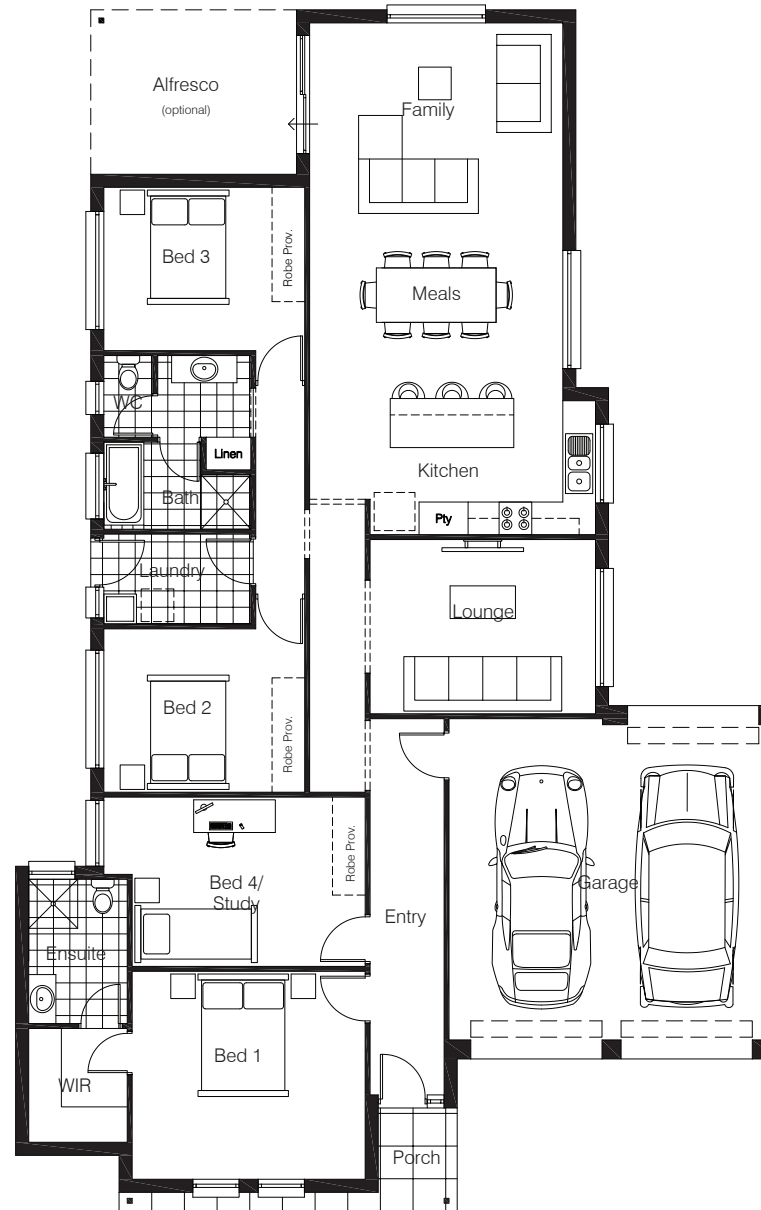 Alfresco
(optional)
Family
Bed 3
Robe Prov.
Meals
WC
Linen
Kitchen
Bath
Pty
Laundry
Lounge
Bed 2
Robe Prov.
Bed 4/
Study
Robe Prov.
Garage
Entry
Ensuite
Bed 1
WIR
Porch